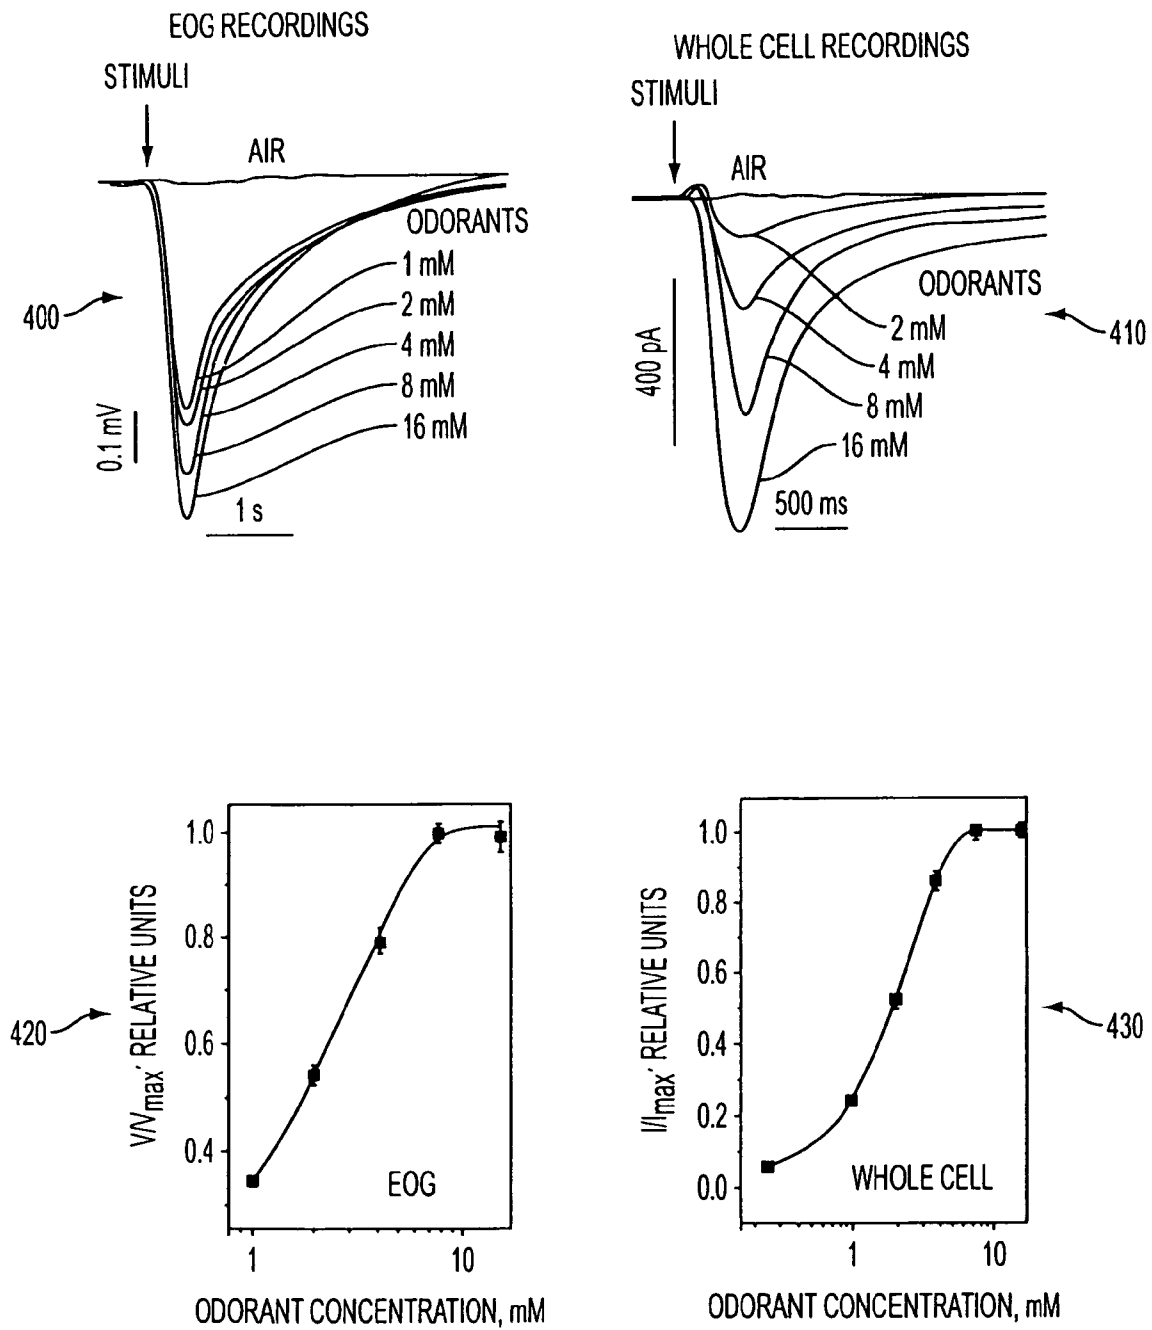 EOG RECORDINGS
STIMULI
AIR
ODORANTS
1 mM
2 mM
4 mM
8 mM
16 mM
400
0.1 mV
1 s
WHOLE CELL RECORDINGS
STIMULI
AIR
ODORANTS
2 mM
4 mM
8 mM
16 mM
410
400 pA
500 ms
1.0
0.8
0.6
0.4
V/Vmax, RELATIVE UNITS
420
EOG
1
10
ODORANT CONCENTRATION, mM
1.0
0.8
0.6
0.4
0.2
0.0
I/Imax, RELATIVE UNITS
430
WHOLE CELL
1
10
ODORANT CONCENTRATION, mM